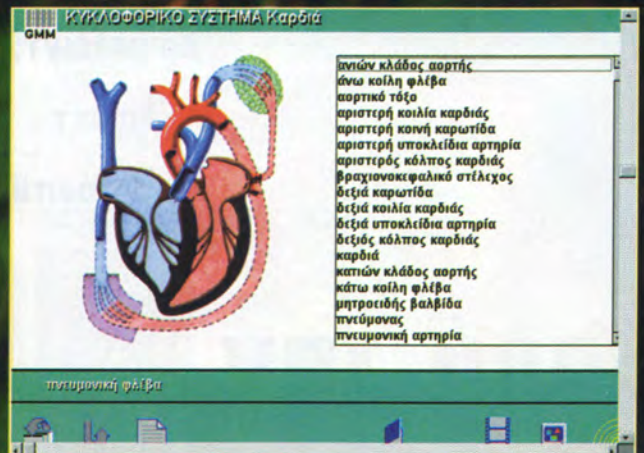 ΚΥΚΛΟΦΟΡΙΚΟ ΣΥΣΤΗΜΑ Καρδιά
GMM
ανιών κλάδος αορτής
άνω κοίλη φλέβα
αορτικό τόξο
αριστερή κοιλία καρδιάς
αριστερή κοινή καρωτίδα
αριστερή υποκλείδια αρτηρία
αριστερός κόλπος καρδιάς
βραχιονοκεφαλικό στέλεχος
δεξιά καρωτίδα
δεξιά κοιλία καρδιάς
δεξιά υποκλείδια αρτηρία
δεξιός κόλπος καρδιάς
καρδιά
κατιών κλάδος αορτής
κάτω κοίλη φλέβα
μητροειδής βαλβίδα
πνεύμονας
πνευμονική αρτηρία
πνευμονική φλέβα